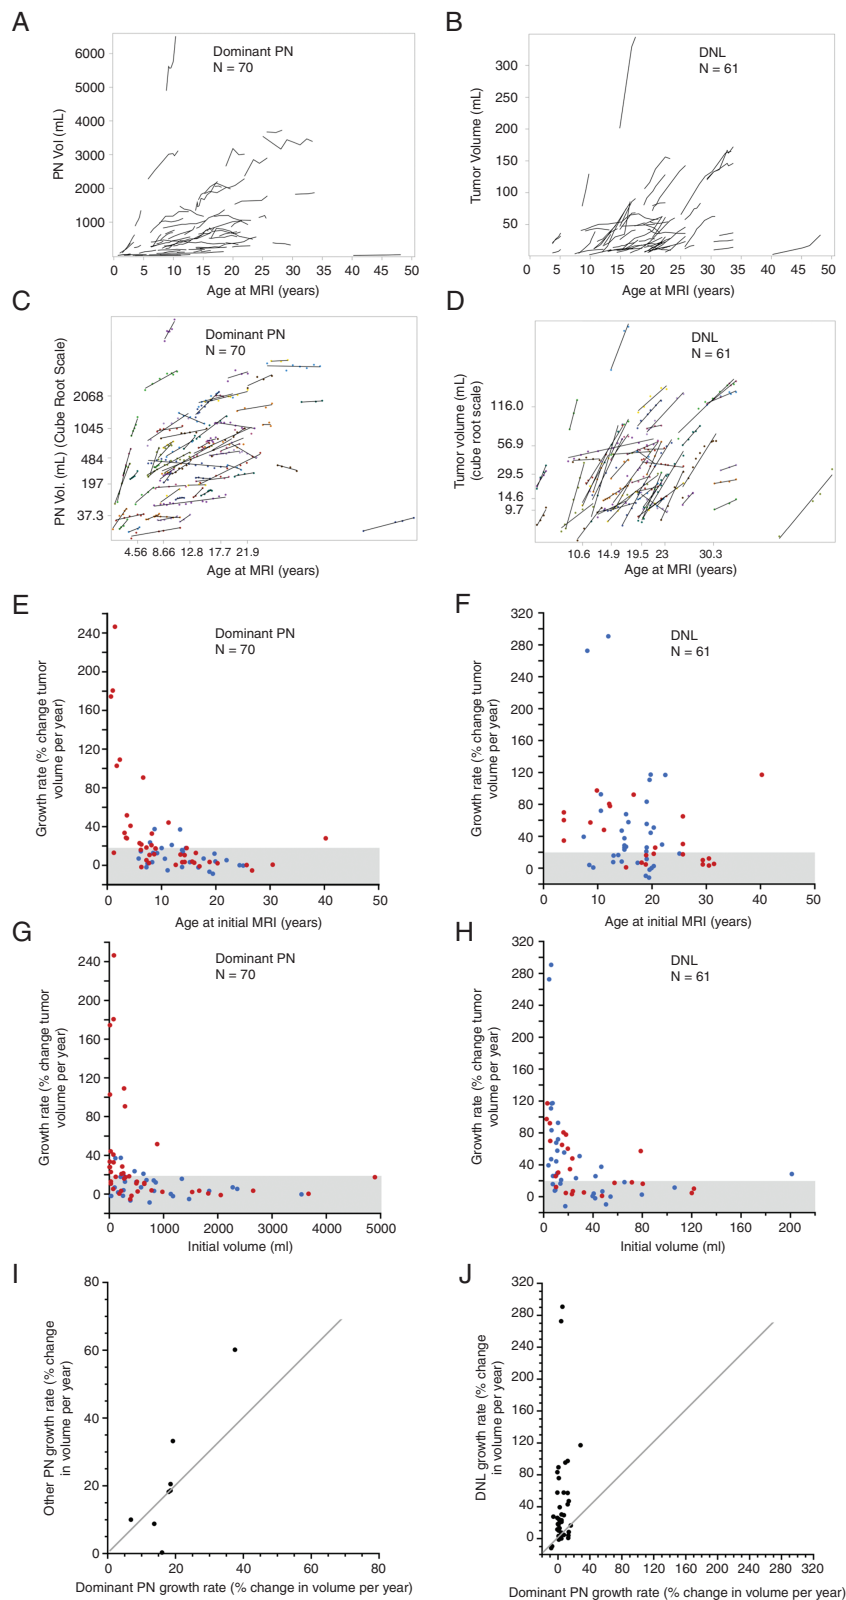 A
Dominant PN
N = 70
PN Vol (mL)
6000
5000
4000
3000
2000
1000
0 5 10 15 20 25 30 35 40 45 50
Age at MRI (years)
B
DNL
N = 61
Tumor Volume (mL)
300
250
200
150
100
50
0 5 10 15 20 25 30 35 40 45 50
Age at MRI (years)
C
Dominant PN
N = 70
PN Vol. (mL) (Cube Root Scale)
2068
1045
484
197
37.3
4.56 8.66 12.8 17.7 21.9
Age at MRI (years)
D
DNL
N = 61
Tumor volume (mL)
(cube root scale)
116.0
56.9
29.5
14.6
9.7
10.6 14.9 19.5 23 30.3
Age at MRI (years)
E
Dominant PN
N = 70
Growth rate (% change tumor
volume per year)
240
200
160
120
80
40
0
0 10 20 30 40 50
Age at initial MRI (years)
F
DNL
N = 61
Growth rate (% change tumor
volume per year)
320
280
240
200
160
120
80
40
0
0 10 20 30 40 50
Age at initial MRI (years)
G
Dominant PN
N = 70
Growth rate (% change tumor
volume per year)
240
200
160
120
80
40
0
0 1000 2000 3000 4000 5000
Initial volume (ml)
H
DNL
N = 61
Growth rate (% change tumor
volume per year)
320
280
240
200
160
120
80
40
0
0 40 80 120 160 200
Initial volume (ml)
I
Other PN growth rate (% change
in volume per year)
80
60
40
20
0
0 20 40 60 80
Dominant PN growth rate (% change in volume per year)
J
DNL growth rate (% change
in volume per year)
320
280
240
200
160
120
80
40
0
0 40 80 120 160 200 240 280 320
Dominant PN growth rate (% change in volume per year)